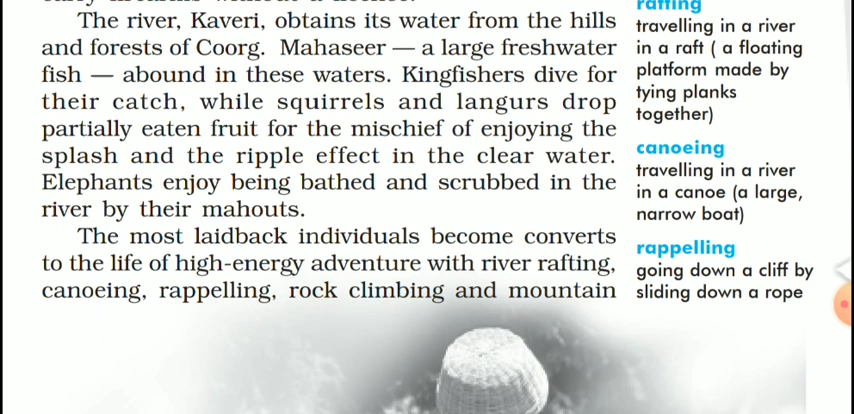 The river, Kaveri, obtains its water from the hills
and forests of Coorg. Mahaseer — a large freshwater
fish — abound in these waters. Kingfishers dive for
their catch, while squirrels and langurs drop
partially eaten fruit for the mischief of enjoying the
splash and the ripple effect in the clear water.
Elephants enjoy being bathed and scrubbed in the
river by their mahouts.
The most laidback individuals become converts
to the life of high-energy adventure with river rafting,
canoeing, rappelling, rock climbing and mountain
rafting
travelling in a river
in a raft ( a floating
platform made by
tying planks
together)
canoeing
travelling in a river
in a canoe (a large,
narrow boat)
rappelling
going down a cliff by
sliding down a rope